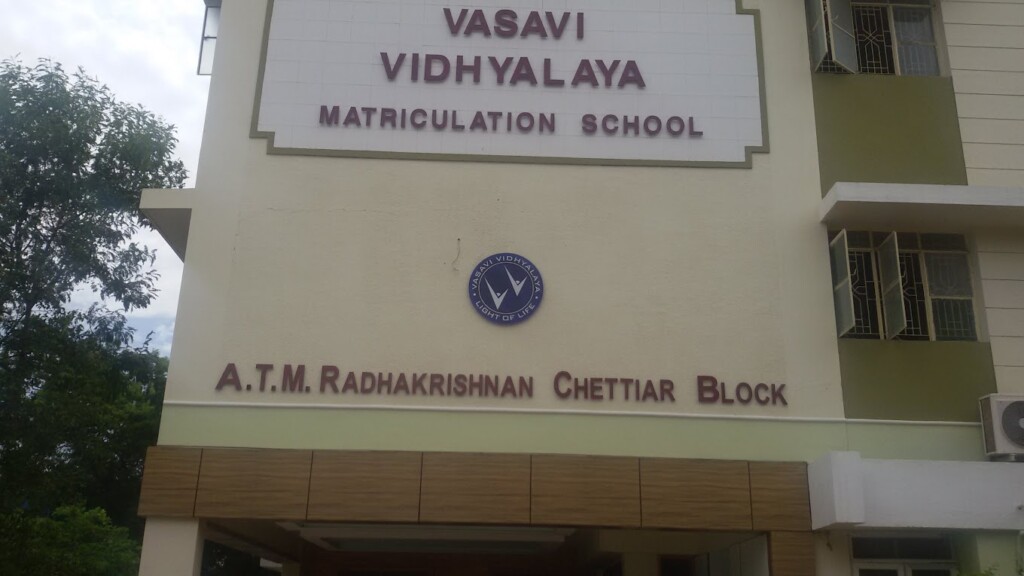 VASAVI
VIDHYALAYA
MATRICULATION SCHOOL
VASAVI VIDHYALAYA
LIGHT OF LIFE
A.T.M. RADHAKRISHNAN CHETTIAR BLOCK